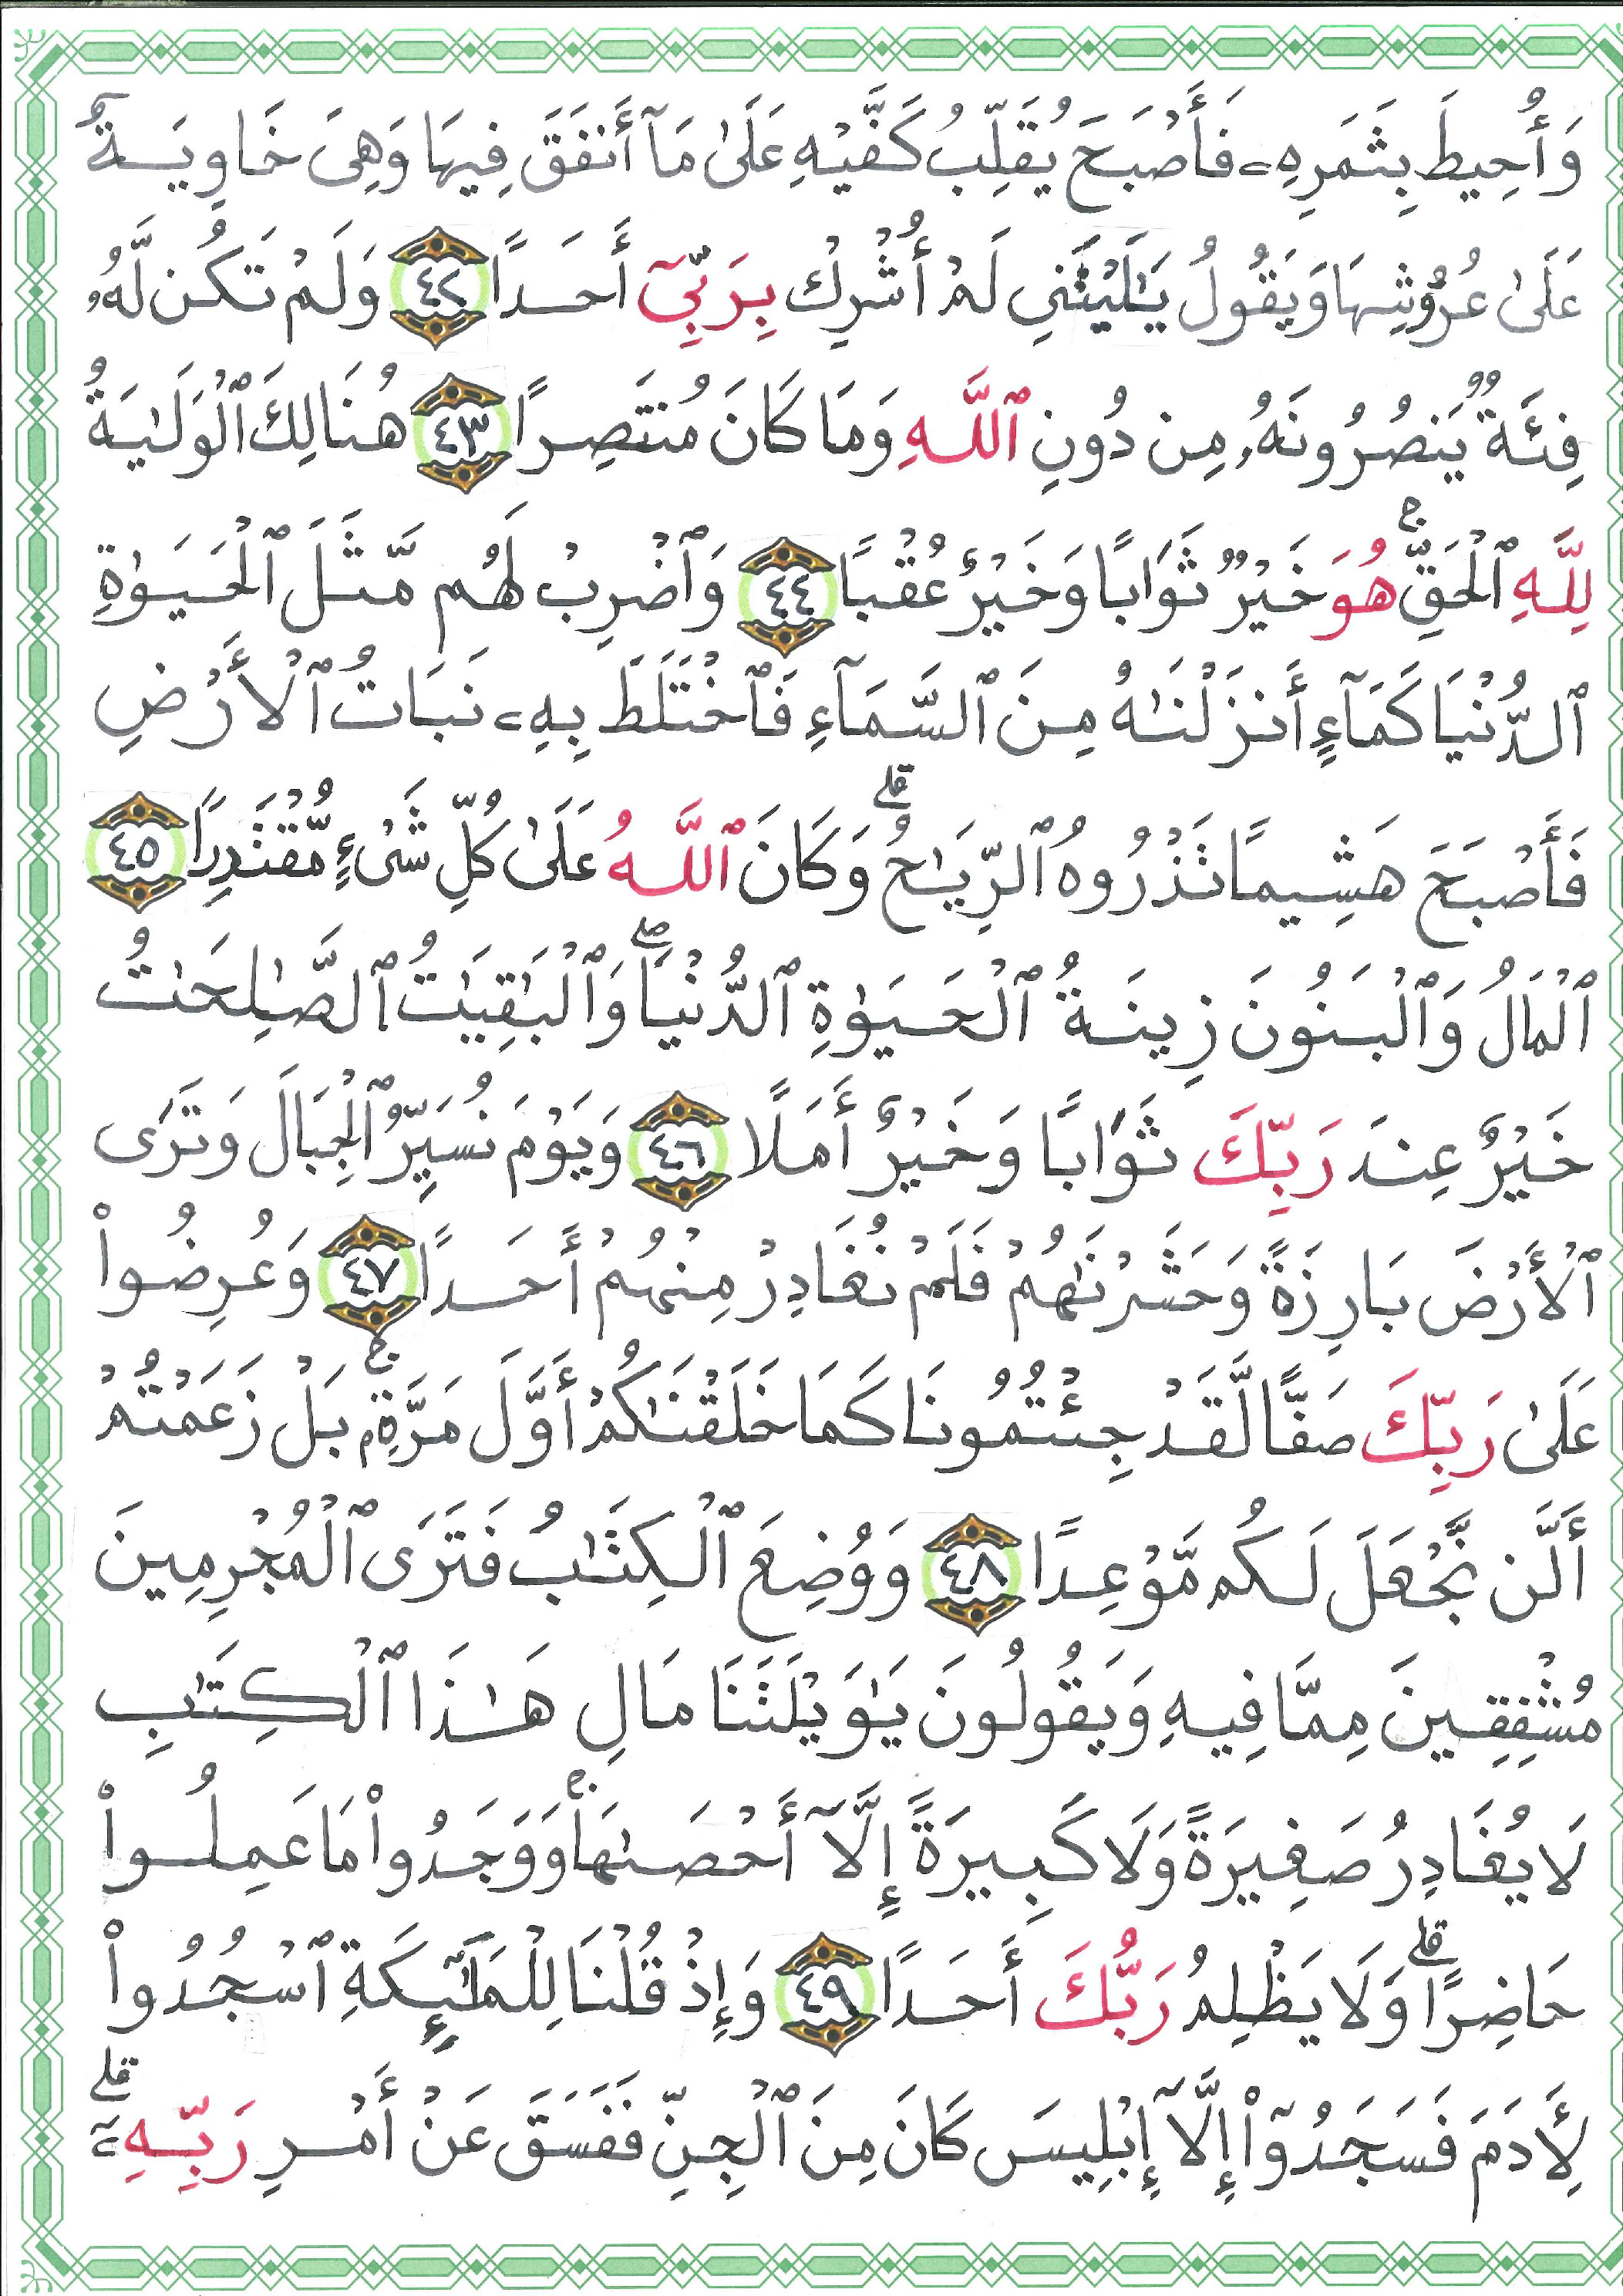 وَأُحِيطَ بِثَمَرِهِۦ فَأَصْبَحَ يُقَلِّبُ كَفَّيْهِ عَلَىٰ مَآ أَنفَقَ فِيهَا وَهِىَ خَاوِيَةٌ
عَلَىٰ عُرُوشِهَا وَيَقُولُ يَـٰلَيْتَنِى لَمْ أُشْرِكْ بِرَبِّىٓ أَحَدًا ٤٢ وَلَمْ تَكُن لَّهُۥ
فِئَةٌ يَنصُرُونَهُۥ مِن دُونِ ٱللَّهِ وَمَا كَانَ مُنتَصِرًا ٤٣ هُنَالِكَ ٱلْوَلَـٰيَةُ
لِلَّهِ ٱلْحَقِّ ۚ هُوَ خَيْرٌ ثَوَابًا وَخَيْرٌ عُقْبًا ٤٤ وَٱضْرِبْ لَهُم مَّثَلَ ٱلْحَيَوٰةِ
ٱلدُّنْيَا كَمَآءٍ أَنزَلْنَـٰهُ مِنَ ٱلسَّمَآءِ فَٱخْتَلَطَ بِهِۦ نَبَاتُ ٱلْأَرْضِ
فَأَصْبَحَ هَشِيمًا تَذْرُوهُ ٱلرِّيَـٰحُ ۗ وَكَانَ ٱللَّهُ عَلَىٰ كُلِّ شَىْءٍ مُّقْتَدِرًا ٤٥
ٱلْمَالُ وَٱلْبَنُونَ زِينَةُ ٱلْحَيَوٰةِ ٱلدُّنْيَا ۖ وَٱلْبَـٰقِيَـٰتُ ٱلصَّـٰلِحَـٰتُ
خَيْرٌ عِندَ رَبِّكَ ثَوَابًا وَخَيْرٌ أَمَلًا ٤٦ وَيَوْمَ نُسَيِّرُ ٱلْجِبَالَ وَتَرَى
ٱلْأَرْضَ بَارِزَةً وَحَشَرْنَـٰهُمْ فَلَمْ نُغَادِرْ مِنْهُمْ أَحَدًا ٤٧ وَعُرِضُوا۟
عَلَىٰ رَبِّكَ صَفًّا لَّقَدْ جِئْتُمُونَا كَمَا خَلَقْنَـٰكُمْ أَوَّلَ مَرَّةٍۭ ۚ بَلْ زَعَمْتُمْ
أَلَّن نَّجْعَلَ لَكُم مَّوْعِدًا ٤٨ وَوُضِعَ ٱلْكِتَـٰبُ فَتَرَى ٱلْمُجْرِمِينَ
مُشْفِقِينَ مِمَّا فِيهِ وَيَقُولُونَ يَـٰوَيْلَتَنَا مَالِ هَـٰذَا ٱلْكِتَـٰبِ
لَا يُغَادِرُ صَغِيرَةً وَلَا كَبِيرَةً إِلَّآ أَحْصَىٰهَا ۚ وَوَجَدُوا۟ مَا عَمِلُوا۟
حَاضِرًا ۗ وَلَا يَظْلِمُ رَبُّكَ أَحَدًا ٤٩ وَإِذْ قُلْنَا لِلْمَلَـٰٓئِكَةِ ٱسْجُدُوا۟
لِـَٔادَمَ فَسَجَدُوٓا۟ إِلَّآ إِبْلِيسَ كَانَ مِنَ ٱلْجِنِّ فَفَسَقَ عَنْ أَمْرِ رَبِّهِۦٓ ۗ